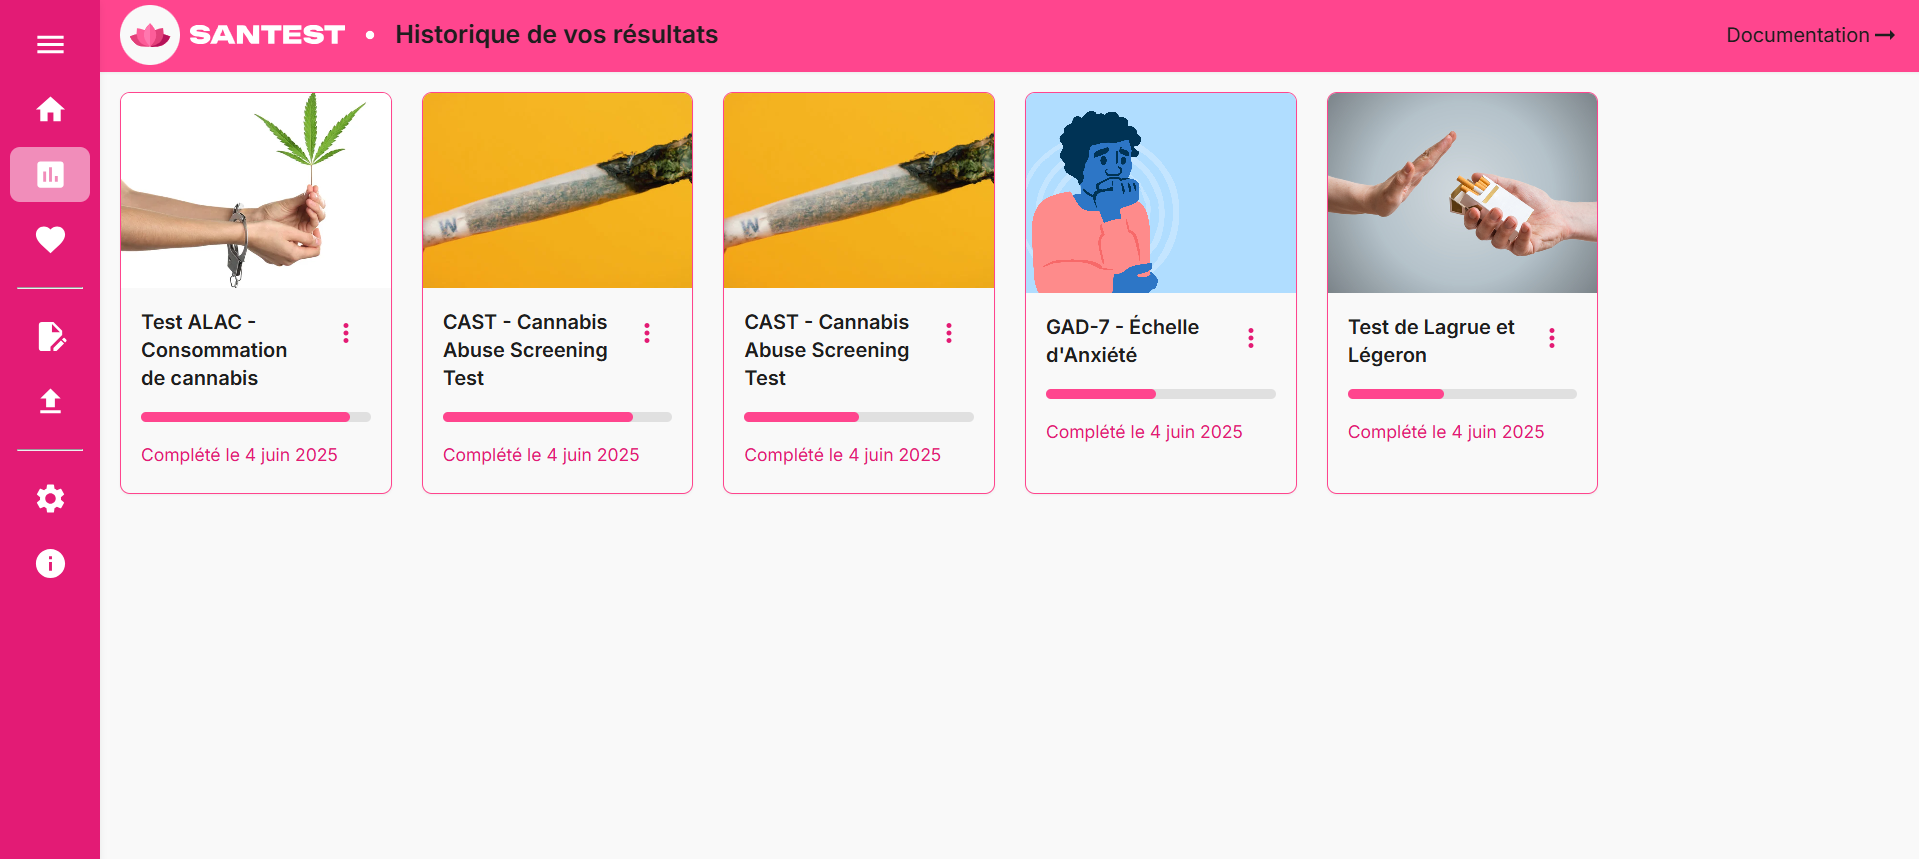 SANTEST • Historique de vos résultats
Documentation →
Test ALAC -
Consommation
de cannabis
Complété le 4 juin 2025
W
CAST - Cannabis
Abuse Screening
Test
Complété le 4 juin 2025
W
CAST - Cannabis
Abuse Screening
Test
Complété le 4 juin 2025
GAD-7 - Échelle
d'Anxiété
Complété le 4 juin 2025
Test de Lagrue et
Légeron
Complété le 4 juin 2025